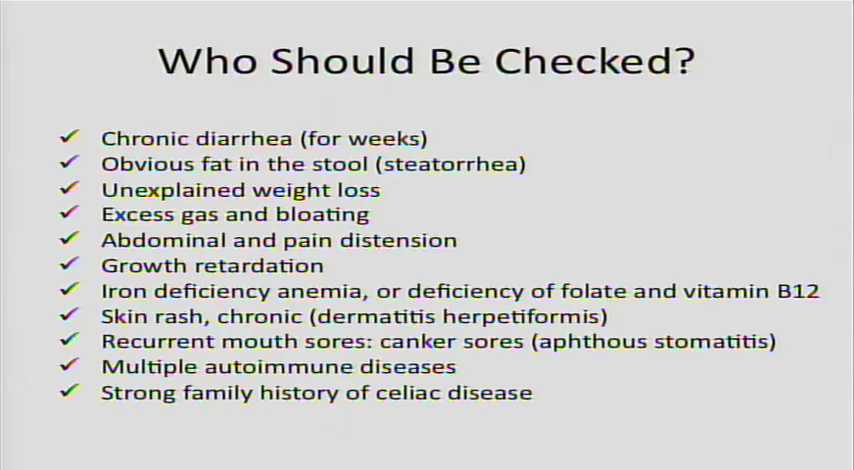 Who Should Be Checked?
Chronic diarrhea (for weeks)
Obvious fat in the stool (steatorrhea)
Unexplained weight loss
Excess gas and bloating
Abdominal and pain distension
Growth retardation
Iron deficiency anemia, or deficiency of folate and vitamin B12
Skin rash, chronic (dermatitis herpetiformis)
Recurrent mouth sores: canker sores (aphthous stomatitis)
Multiple autoimmune diseases
Strong family history of celiac disease